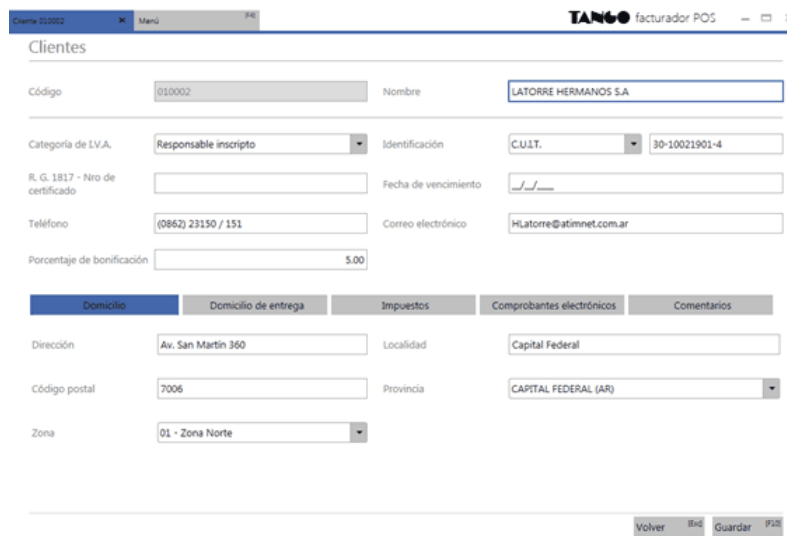 Cliente 010002 × Menú [F4] TANGO facturador POS
Clientes
Código 010002 Nombre LATORRE HERMANOS S.A
Categoría de I.V.A. Responsable inscripto Identificación C.U.I.T. 30-10021901-4
R. G. 1817 - Nro de certificado Fecha de vencimiento __/__/____
Teléfono (0862) 23150 / 151 Correo electrónico HLatorre@atimnet.com.ar
Porcentaje de bonificación 5.00
Domicilio Domicilio de entrega Impuestos Comprobantes electrónicos Comentarios
Dirección Av. San Martín 360 Localidad Capital Federal
Código postal 7006 Provincia CAPITAL FEDERAL (AR)
Zona 01 - Zona Norte
Volver [Esc] Guardar [F10]